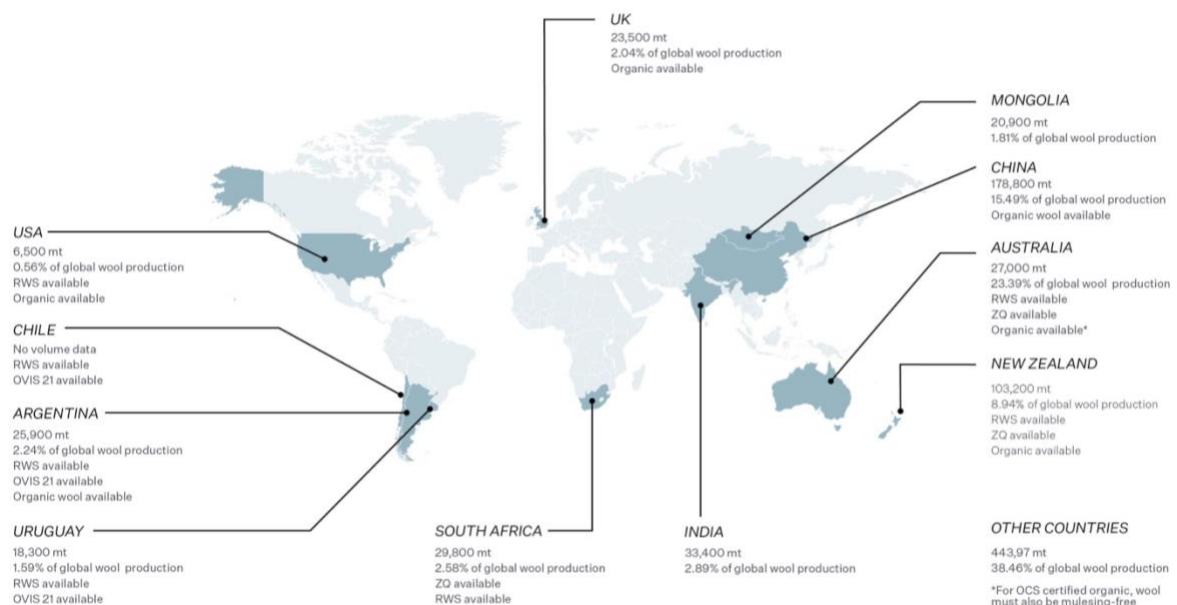 UK
23,500 mt
2.04% of global wool production
Organic available
MONGOLIA
20,900 mt
1.81% of global wool production
CHINA
178,800 mt
15.49% of global wool production
Organic wool available
AUSTRALIA
27,000 mt
23.39% of global wool production
RWS available
ZQ available
Organic available*
NEW ZEALAND
103,200 mt
8.94% of global wool production
RWS available
ZQ available
Organic available
USA
6,500 mt
0.56% of global wool production
RWS available
Organic available
CHILE
No volume data
RWS available
OVIS 21 available
ARGENTINA
25,900 mt
2.24% of global wool production
RWS available
OVIS 21 available
Organic wool available
URUGUAY
18,300 mt
1.59% of global wool production
RWS available
OVIS 21 available
SOUTH AFRICA
29,800 mt
2.58% of global wool production
ZQ available
RWS available
INDIA
33,400 mt
2.89% of global wool production
OTHER COUNTRIES
443,97 mt
38.46% of global wool production
*For OCS certified organic, wool
must also be mulesing-free